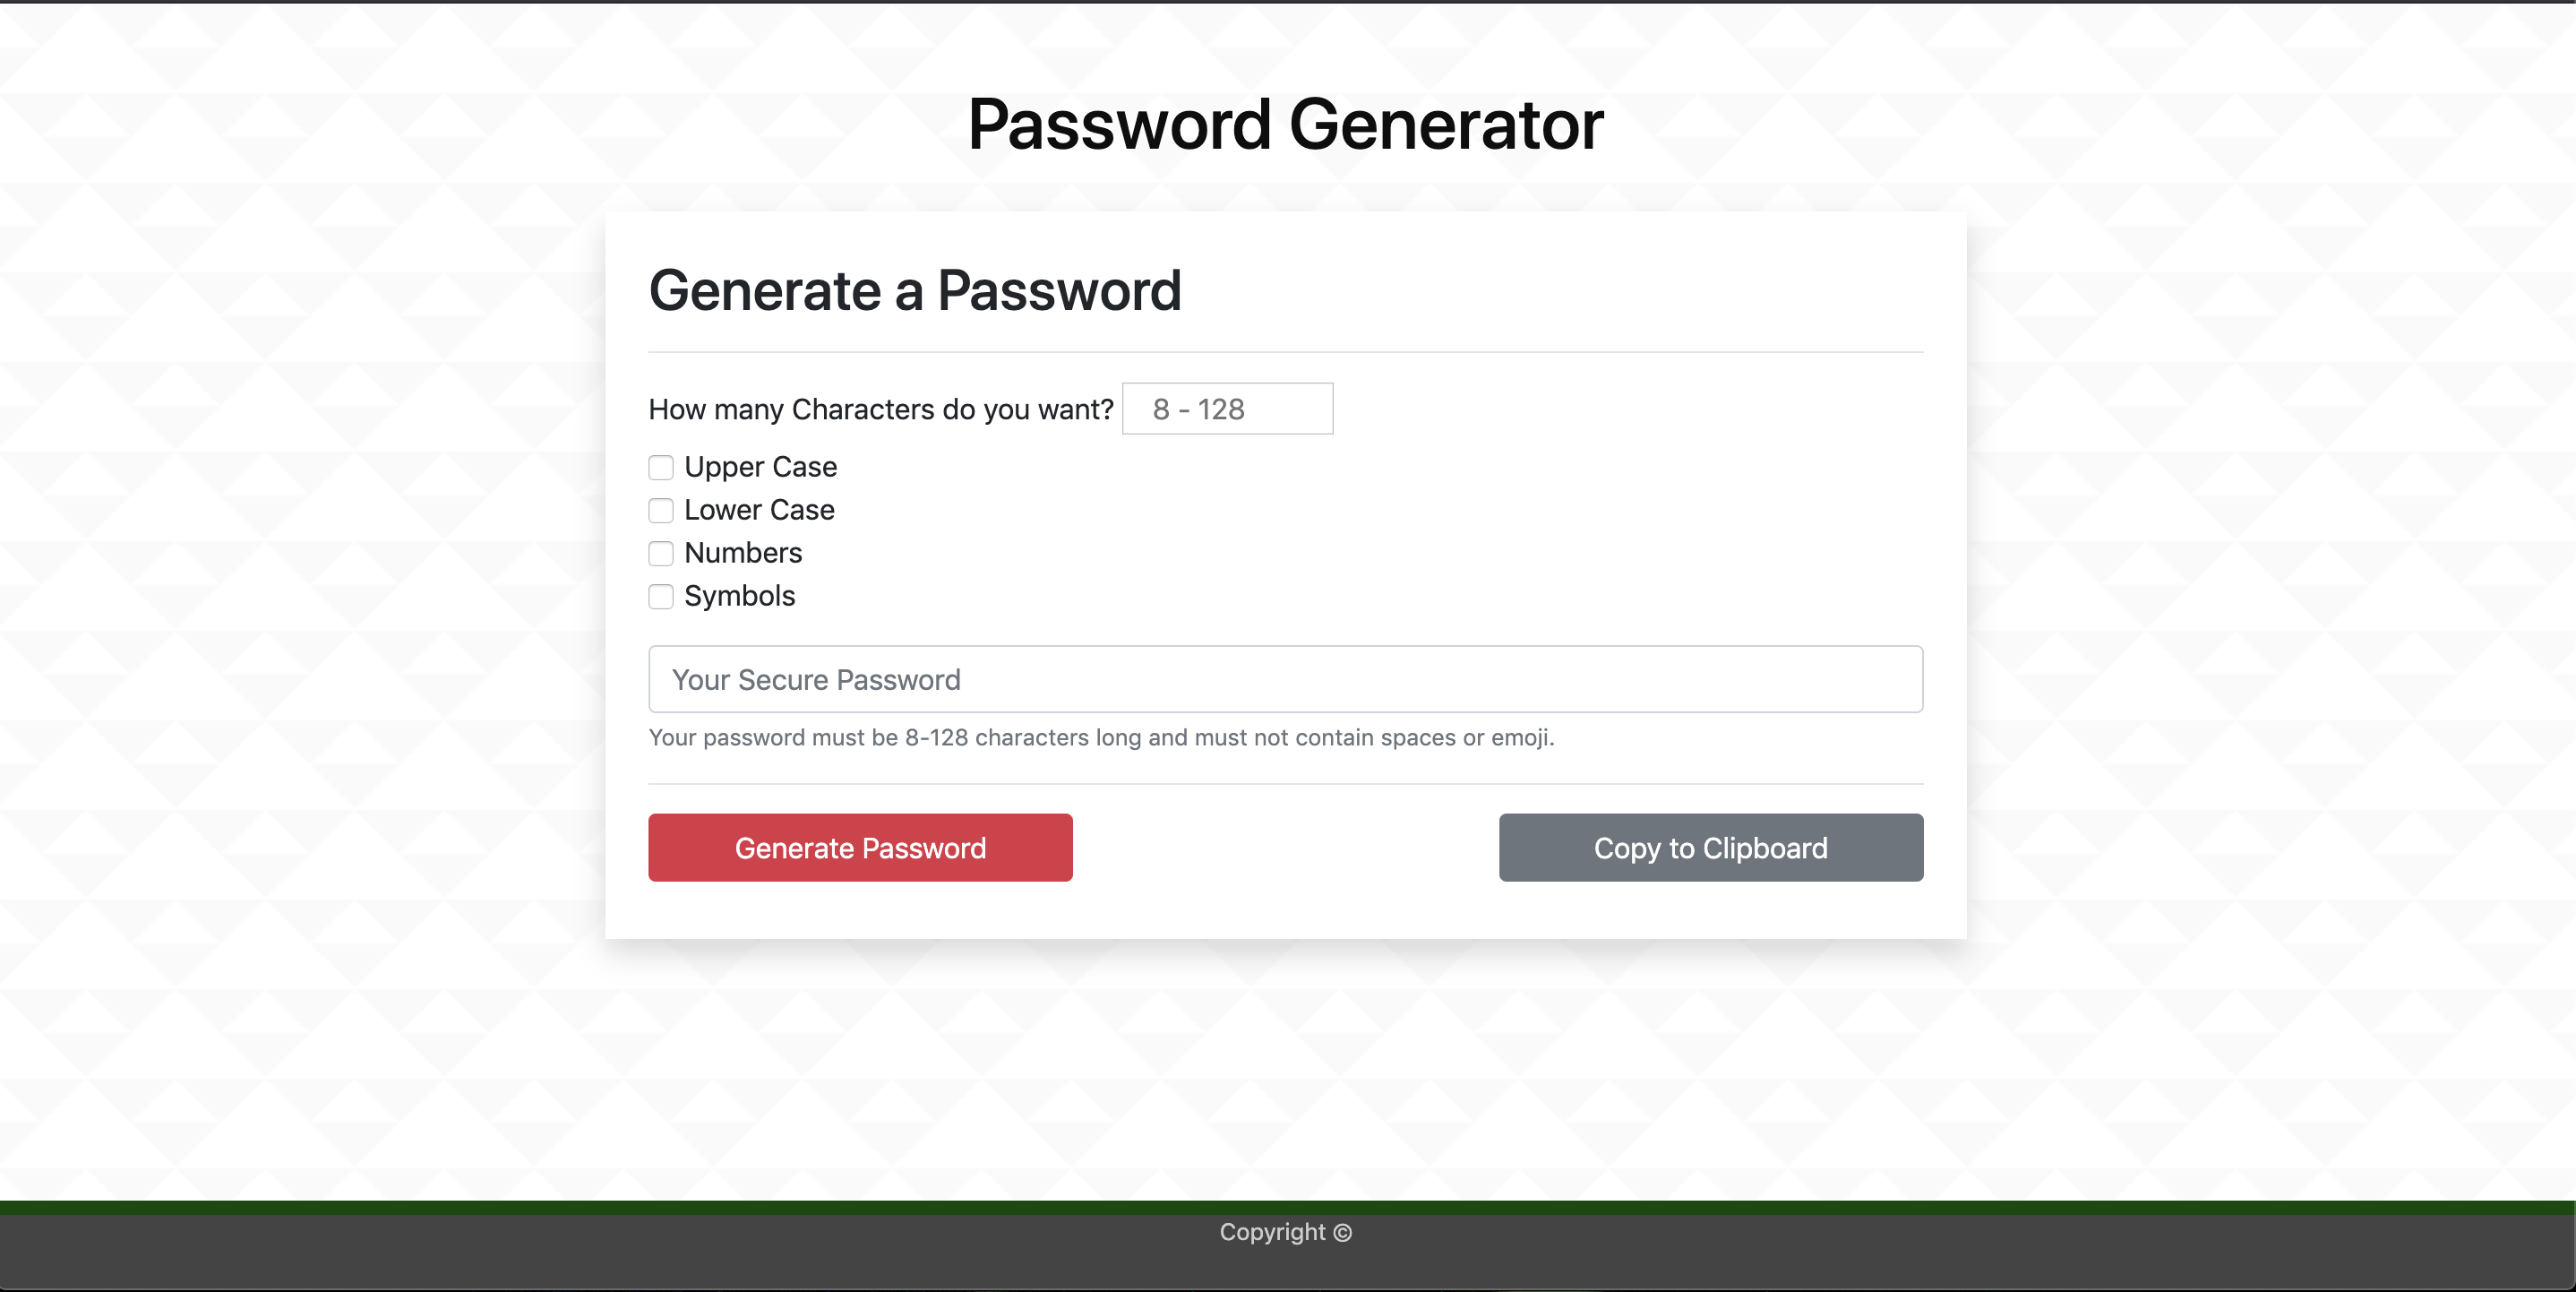 Password Generator
Generate a Password
How many Characters do you want? 8 - 128
Upper Case
Lower Case
Numbers
Symbols
Your Secure Password
Your password must be 8-128 characters long and must not contain spaces or emoji.
Generate Password Copy to Clipboard
Copyright ©